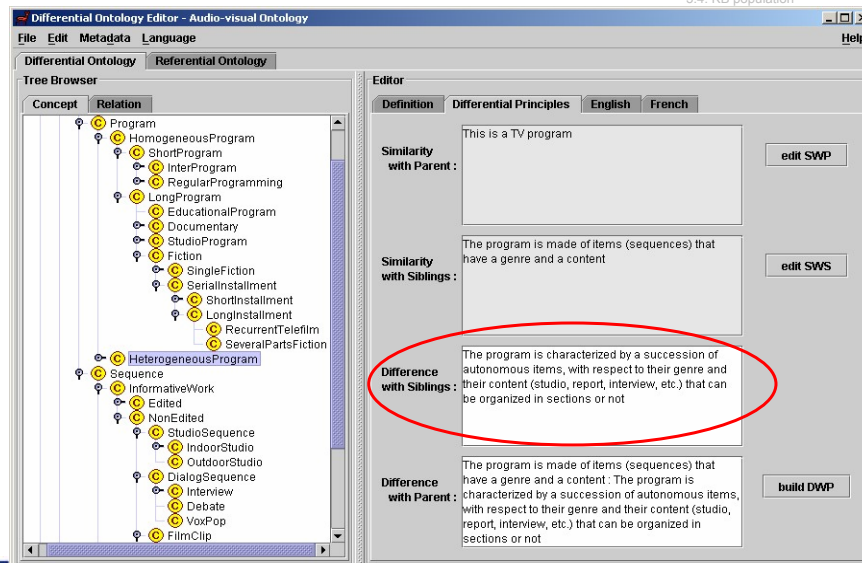 3.4. KB population
Differential Ontology Editor - Audio-visual Ontology
File Edit Metadata Language Help
Differential Ontology Referential Ontology
Tree Browser
Concept Relation
Program
HomogeneousProgram
ShortProgram
InterProgram
RegularProgramming
LongProgram
EducationalProgram
Documentary
StudioProgram
Fiction
SingleFiction
SerialInstallment
ShortInstallment
LongInstallment
RecurrentTelefilm
SeveralPartsFiction
HeterogeneousProgram
Sequence
InformativeWork
Edited
NonEdited
StudioSequence
IndoorStudio
OutdoorStudio
DialogSequence
Interview
Debate
VoxPop
FilmClip
Editor
Definition Differential Principles English French
Similarity
with Parent :
This is a TV program
edit SWP
Similarity
with Siblings :
The program is made of items (sequences) that
have a genre and a content
edit SWS
Difference
with Siblings :
The program is characterized by a succession of
autonomous items, with respect to their genre and
their content (studio, report, interview, etc.) that can
be organized in sections or not
Difference
with Parent :
The program is made of items (sequences) that
have a genre and a content : The program is
characterized by a succession of autonomous items,
with respect to their genre and their content (studio,
report, interview, etc.) that can be organized in
sections or not
build DWP